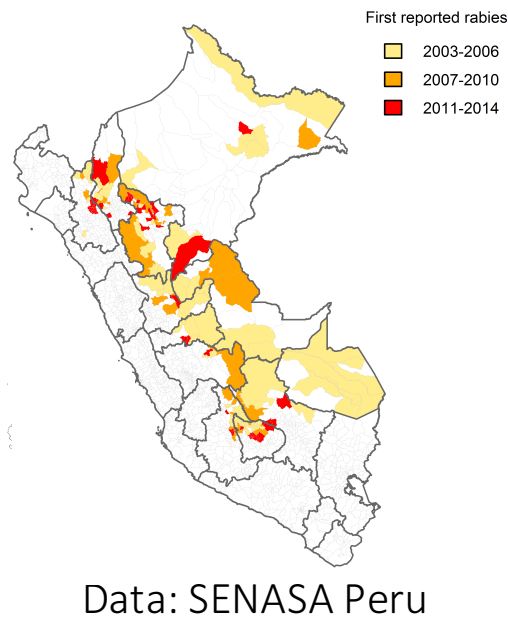 First reported rabies
2003-2006
2007-2010
2011-2014
Data: SENASA Peru